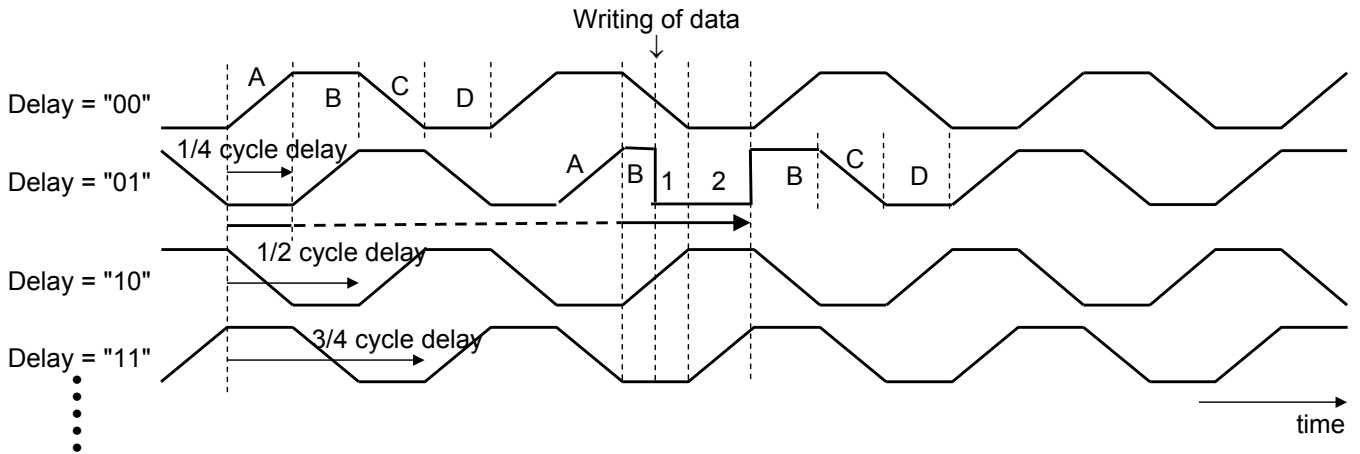 Writing of data
↓
Delay = "00"
A
B
C
D
1/4 cycle delay
Delay = "01"
A
B
1
2
B
C
D
1/2 cycle delay
Delay = "10"
3/4 cycle delay
Delay = "11"
time